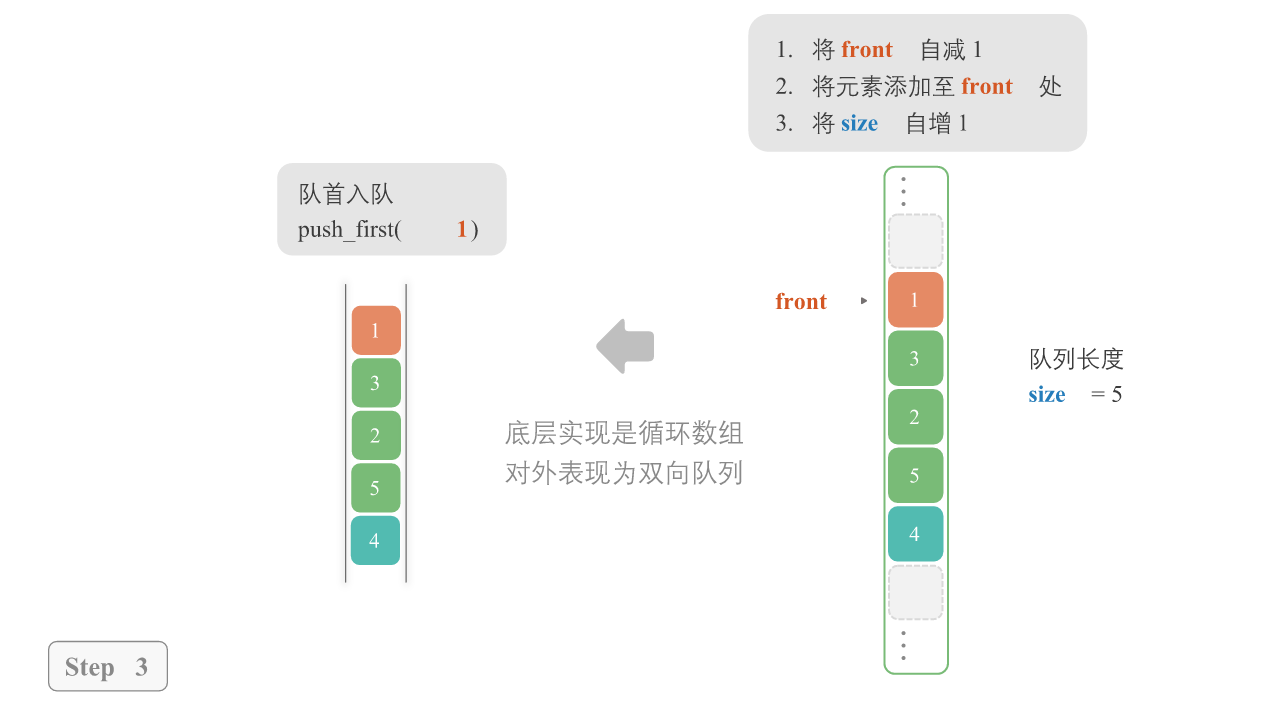 1. 将 front 自减 1
2. 将元素添加至 front 处
3. 将 size 自增 1
队首入队
push_first( 1 )
1
3
2
5
4
底层实现是循环数组
对外表现为双向队列
front
1
3
2
5
4
队列长度
size = 5
Step 3